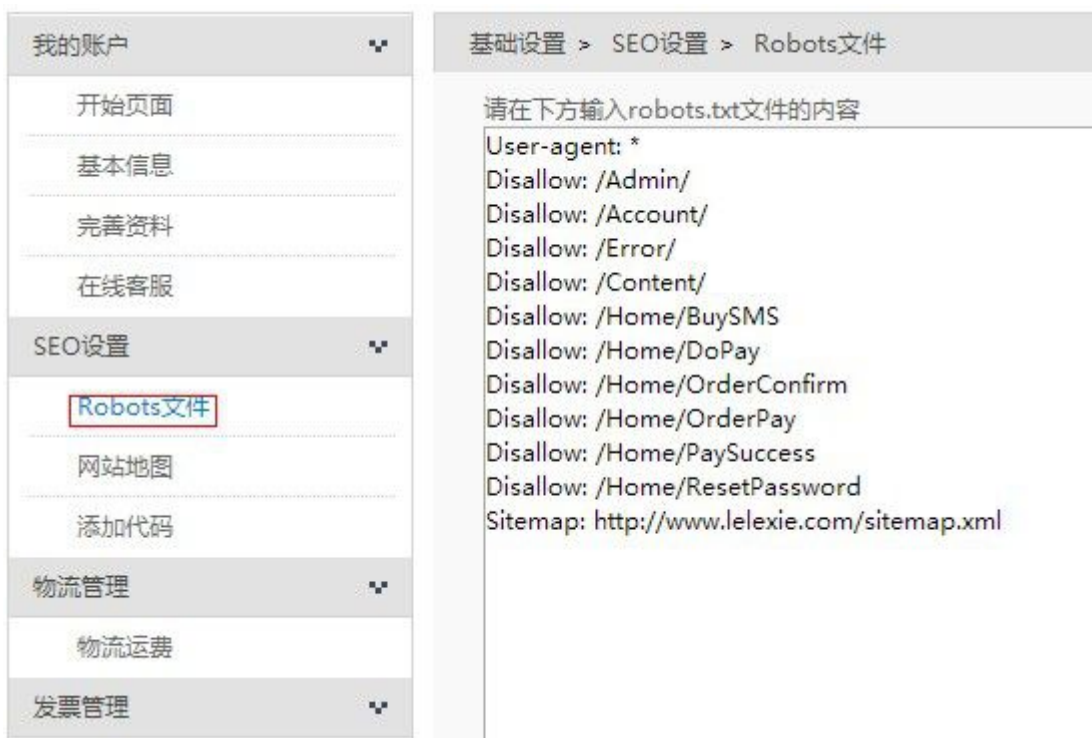 我的账户
开始页面
基本信息
完善资料
在线客服
SEO设置
Robots文件
网站地图
添加代码
物流管理
物流运费
发票管理
基础设置 > SEO设置 > Robots文件
请在下方输入robots.txt文件的内容
User-agent: *
Disallow: /Admin/
Disallow: /Account/
Disallow: /Error/
Disallow: /Content/
Disallow: /Home/BuySMS
Disallow: /Home/DoPay
Disallow: /Home/OrderConfirm
Disallow: /Home/OrderPay
Disallow: /Home/PaySuccess
Disallow: /Home/ResetPassword
Sitemap: http://www.lelexie.com/sitemap.xml